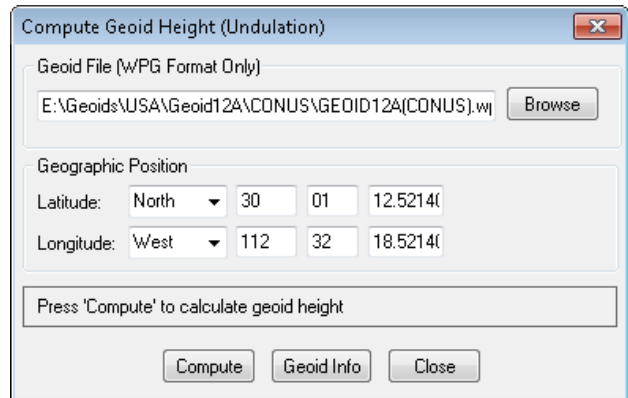 Compute Geoid Height (Undulation)
Geoid File (WPG Format Only)
E:\Geoids\USA\Geoid12A\CONUS\GEOID12A(CONUS).wp
Browse
Geographic Position
Latitude: North 30 01 12.5214(
Longitude: West 112 32 18.5214(
Press 'Compute' to calculate geoid height
Compute Geoid Info Close